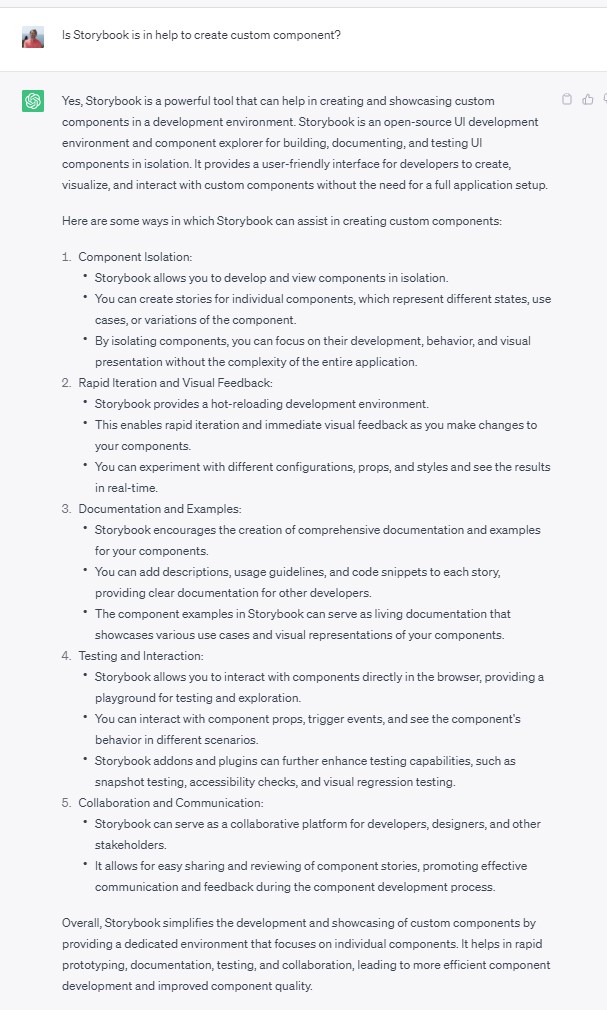 Is Storybook is in help to create custom component?
Yes, Storybook is a powerful tool that can help in creating and showcasing custom
components in a development environment. Storybook is an open-source UI development
environment and component explorer for building, documenting, and testing UI
components in isolation. It provides a user-friendly interface for developers to create,
visualize, and interact with custom components without the need for a full application setup.
Here are some ways in which Storybook can assist in creating custom components:
1. Component Isolation:
• Storybook allows you to develop and view components in isolation.
• You can create stories for individual components, which represent different states, use
cases, or variations of the component.
• By isolating components, you can focus on their development, behavior, and visual
presentation without the complexity of the entire application.
2. Rapid Iteration and Visual Feedback:
• Storybook provides a hot-reloading development environment.
• This enables rapid iteration and immediate visual feedback as you make changes to
your components.
• You can experiment with different configurations, props, and styles and see the results
in real-time.
3. Documentation and Examples:
• Storybook encourages the creation of comprehensive documentation and examples
for your components.
• You can add descriptions, usage guidelines, and code snippets to each story,
providing clear documentation for other developers.
• The component examples in Storybook can serve as living documentation that
showcases various use cases and visual representations of your components.
4. Testing and Interaction:
• Storybook allows you to interact with components directly in the browser, providing a
playground for testing and exploration.
• You can interact with component props, trigger events, and see the component's
behavior in different scenarios.
• Storybook addons and plugins can further enhance testing capabilities, such as
snapshot testing, accessibility checks, and visual regression testing.
5. Collaboration and Communication:
• Storybook can serve as a collaborative platform for developers, designers, and other
stakeholders.
• It allows for easy sharing and reviewing of component stories, promoting effective
communication and feedback during the component development process.
Overall, Storybook simplifies the development and showcasing of custom components by
providing a dedicated environment that focuses on individual components. It helps in rapid
prototyping, documentation, testing, and collaboration, leading to more efficient component
development and improved component quality.